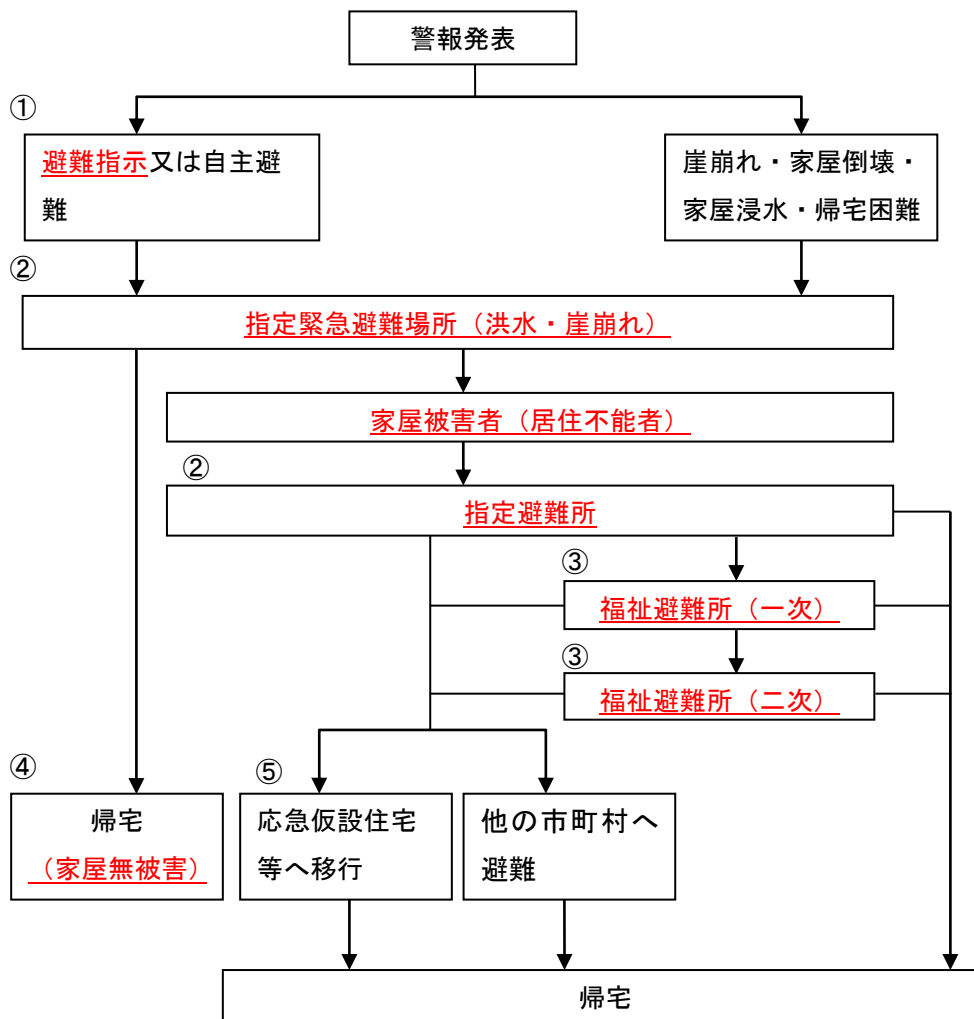 警報発表
①
避難指示又は自主避
難
崖崩れ・家屋倒壊・
家屋浸水・帰宅困難
②
指定緊急避難場所（洪水・崖崩れ）
家屋被害者（居住不能者）
②
指定避難所
③
福祉避難所（一次）
③
福祉避難所（二次）
④
帰宅
（家屋無被害）
⑤
応急仮設住宅
等へ移行
他の市町村へ
避難
帰宅